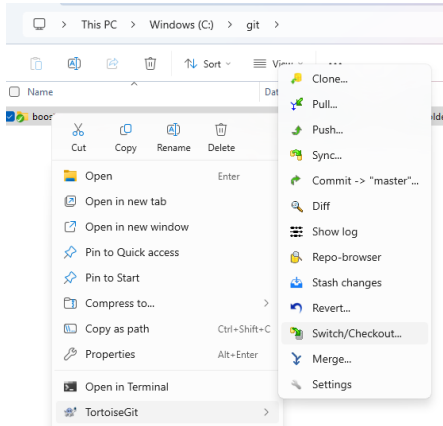 This PC > Windows (C:) > git >
Sort
Name
Cut Copy Rename Delete
Open Enter
Open in new tab
Open in new window
Pin to Quick access
Pin to Start
Compress to... >
Copy as path Ctrl+Shift+C
Properties Alt+Enter
Open in Terminal
TortoiseGit >
Clone...
Pull...
Push...
Sync...
Commit -> "master"...
Diff
Show log
Repo-browser
Stash changes
Revert...
Switch/Checkout...
Merge...
Settings